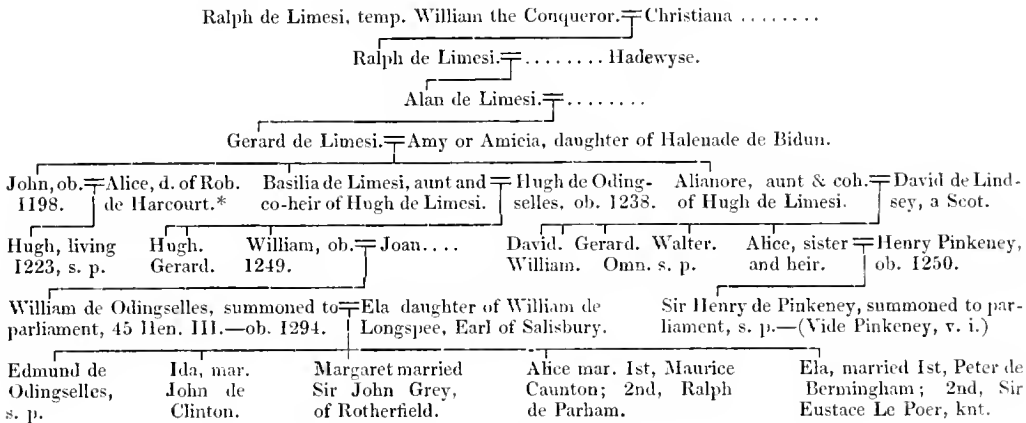 Ralph de Limesi, temp. William the Conqueror.=Christiana ........
Ralph de Limesi.=........ Hadewyse.
Alan de Limesi.=........
Gerard de Limesi.=Amy or Amicia, daughter of Halenade de Bidun.
John, ob.=Alice, d. of Rob.
1198. de Harcourt.*
Basilia de Limesi, aunt and=Hugh de Oding-
co-heir of Hugh de Limesi. selles, ob. 1238.
Alianore, aunt & coh.=David de Lind-
of Hugh de Limesi. sey, a Scot.
Hugh, living
1223, s. p.
Hugh.
Gerard.
William, ob.=Joan....
1249.
David. Gerard. Walter.
William. Omn. s. p.
Alice, sister=Henry Pinkeney,
and heir. ob. 1250.
William de Odingselles, summoned to=Ela daughter of William de
parliament, 45 Hen. III.—ob. 1294. Longspee, Earl of Salisbury.
Sir Henry de Pinkeney, summoned to par-
liament, s. p.—(Vide Pinkeney, v. i.)
Edmund de
Odingselles,
s. p.
Ida, mar.
John de
Clinton.
Margaret married
Sir John Grey,
of Rotherfield.
Alice mar. 1st, Maurice
Caunton; 2nd, Ralph
de Parham.
Ela, married 1st, Peter de
Bermingham; 2nd, Sir
Eustace Le Poer, knt.